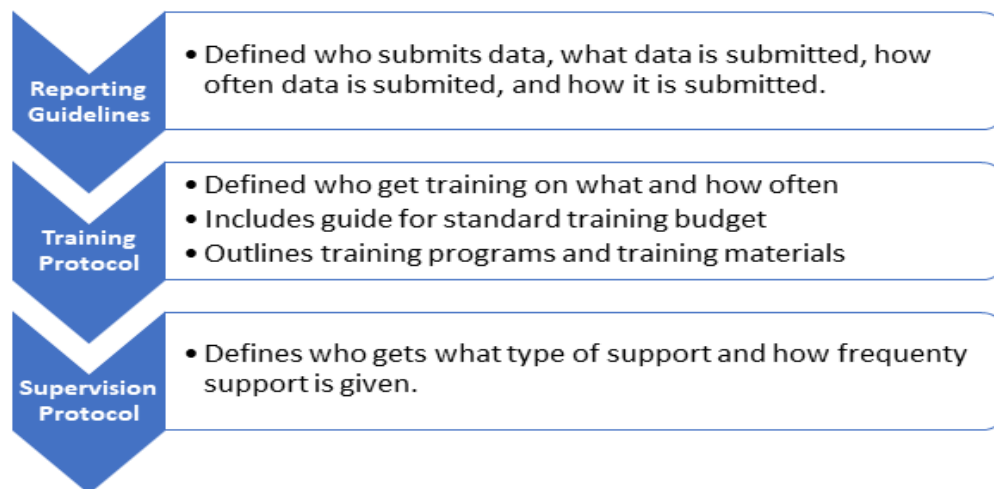 Reporting
Guidelines
• Defined who submits data, what data is submitted, how
often data is submited, and how it is submitted.
Training
Protocol
• Defined who get training on what and how often
• Includes guide for standard training budget
• Outlines training programs and training materials
Supervision
Protocol
• Defines who gets what type of support and how frequenty
support is given.